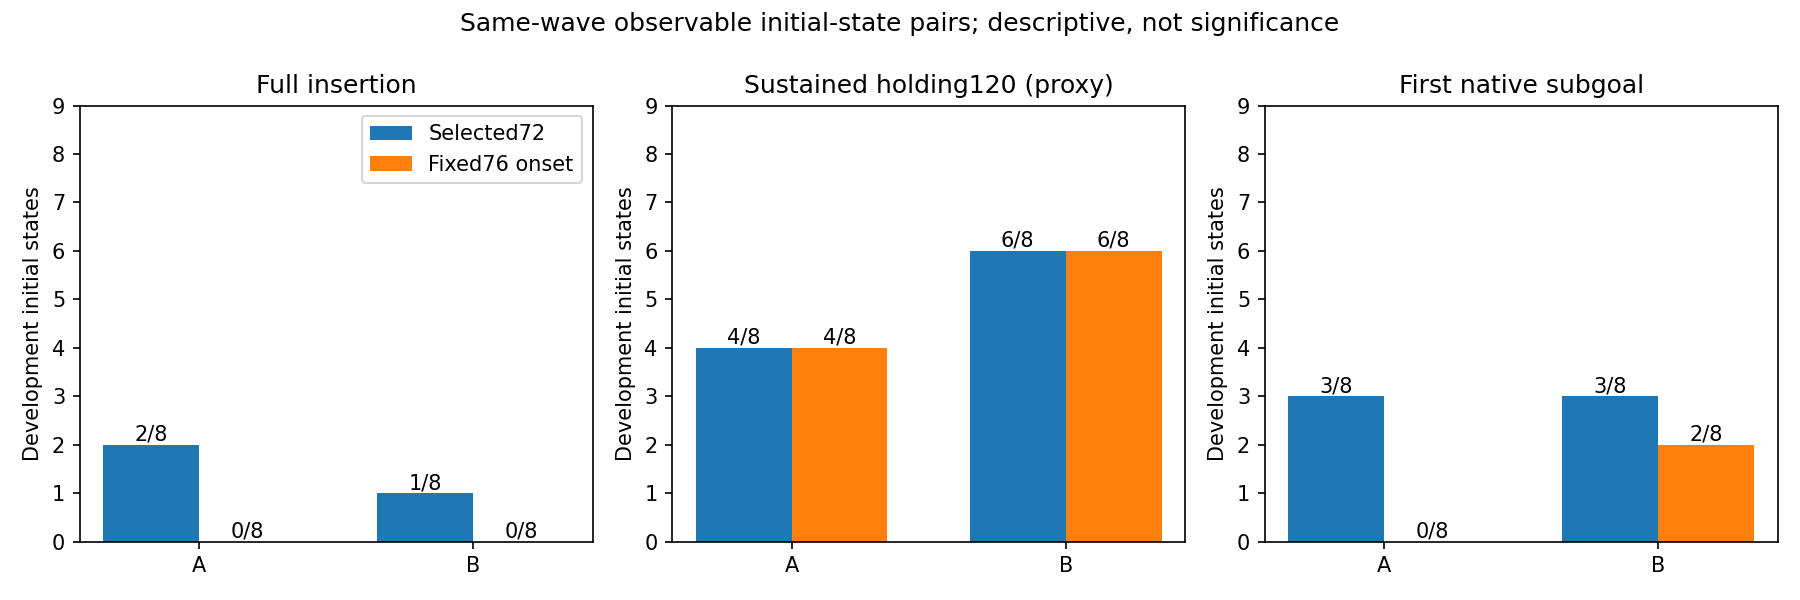 Same-wave observable initial-state pairs; descriptive, not significance
Full insertion
Development initial states
9
8
7
6
5
4
3
2
1
0
Selected72
Fixed76 onset
2/8
0/8
1/8
0/8
A
B
Sustained holding120 (proxy)
Development initial states
9
8
7
6
5
4
3
2
1
0
4/8
4/8
6/8
6/8
A
B
First native subgoal
Development initial states
9
8
7
6
5
4
3
2
1
0
3/8
0/8
3/8
2/8
A
B